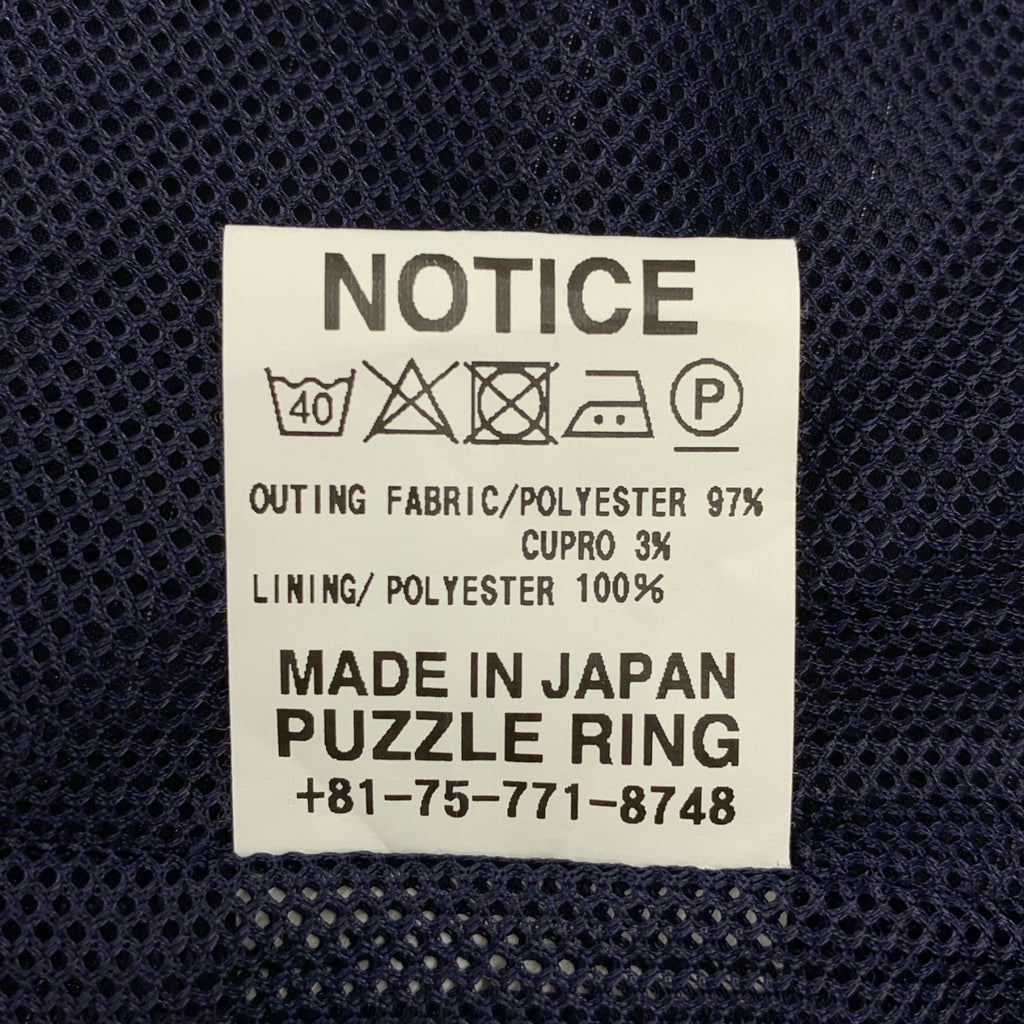 NOTICE
40 P
OUTING FABRIC/POLYESTER 97%
CUPRO 3%
LINING/POLYESTER 100%
MADE IN JAPAN
PUZZLE RING
+81-75-771-8748